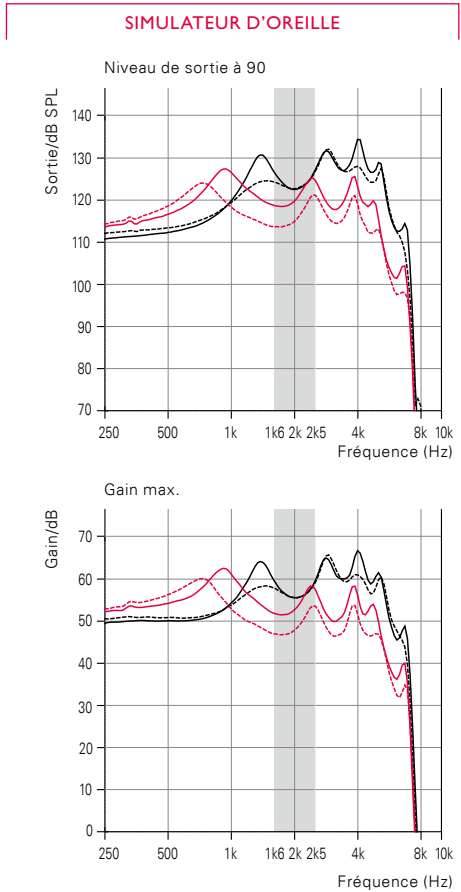 SIMULATEUR D'OREILLE
Niveau de sortie à 90
Sortie/dB SPL
140
130
120
110
100
90
80
70
250 500 1k 1k6 2k 2k5 4k 8k 10k
Fréquence (Hz)
Gain max.
Gain/dB
70
60
50
40
30
20
10
0
250 500 1k 1k6 2k 2k5 4k 8k 10k
Fréquence (Hz)